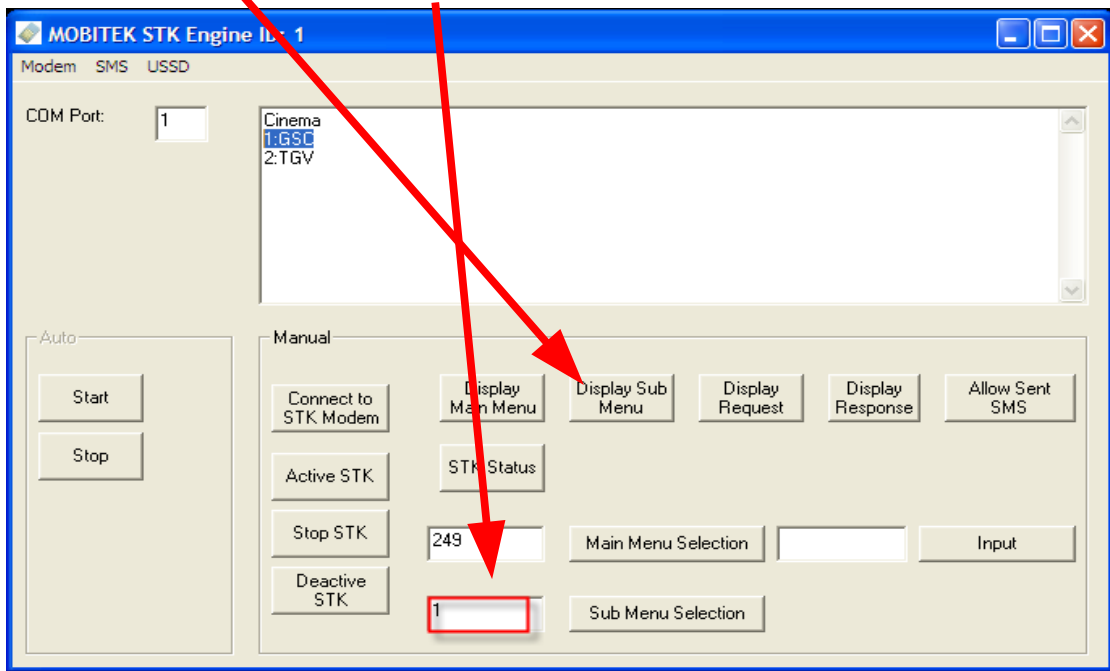 MOBITEK STK Engine ID: 1
Modem SMS USSD
COM Port: 1
Cinema
1:GSC
2:TGV
Auto
Start
Stop
Manual
Connect to
STK Modem
Display
Main Menu
Display Sub
Menu
Display
Request
Display
Response
Allow Sent
SMS
Active STK
STK Status
Stop STK
249
Main Menu Selection
Input
Deactive
STK
1
Sub Menu Selection